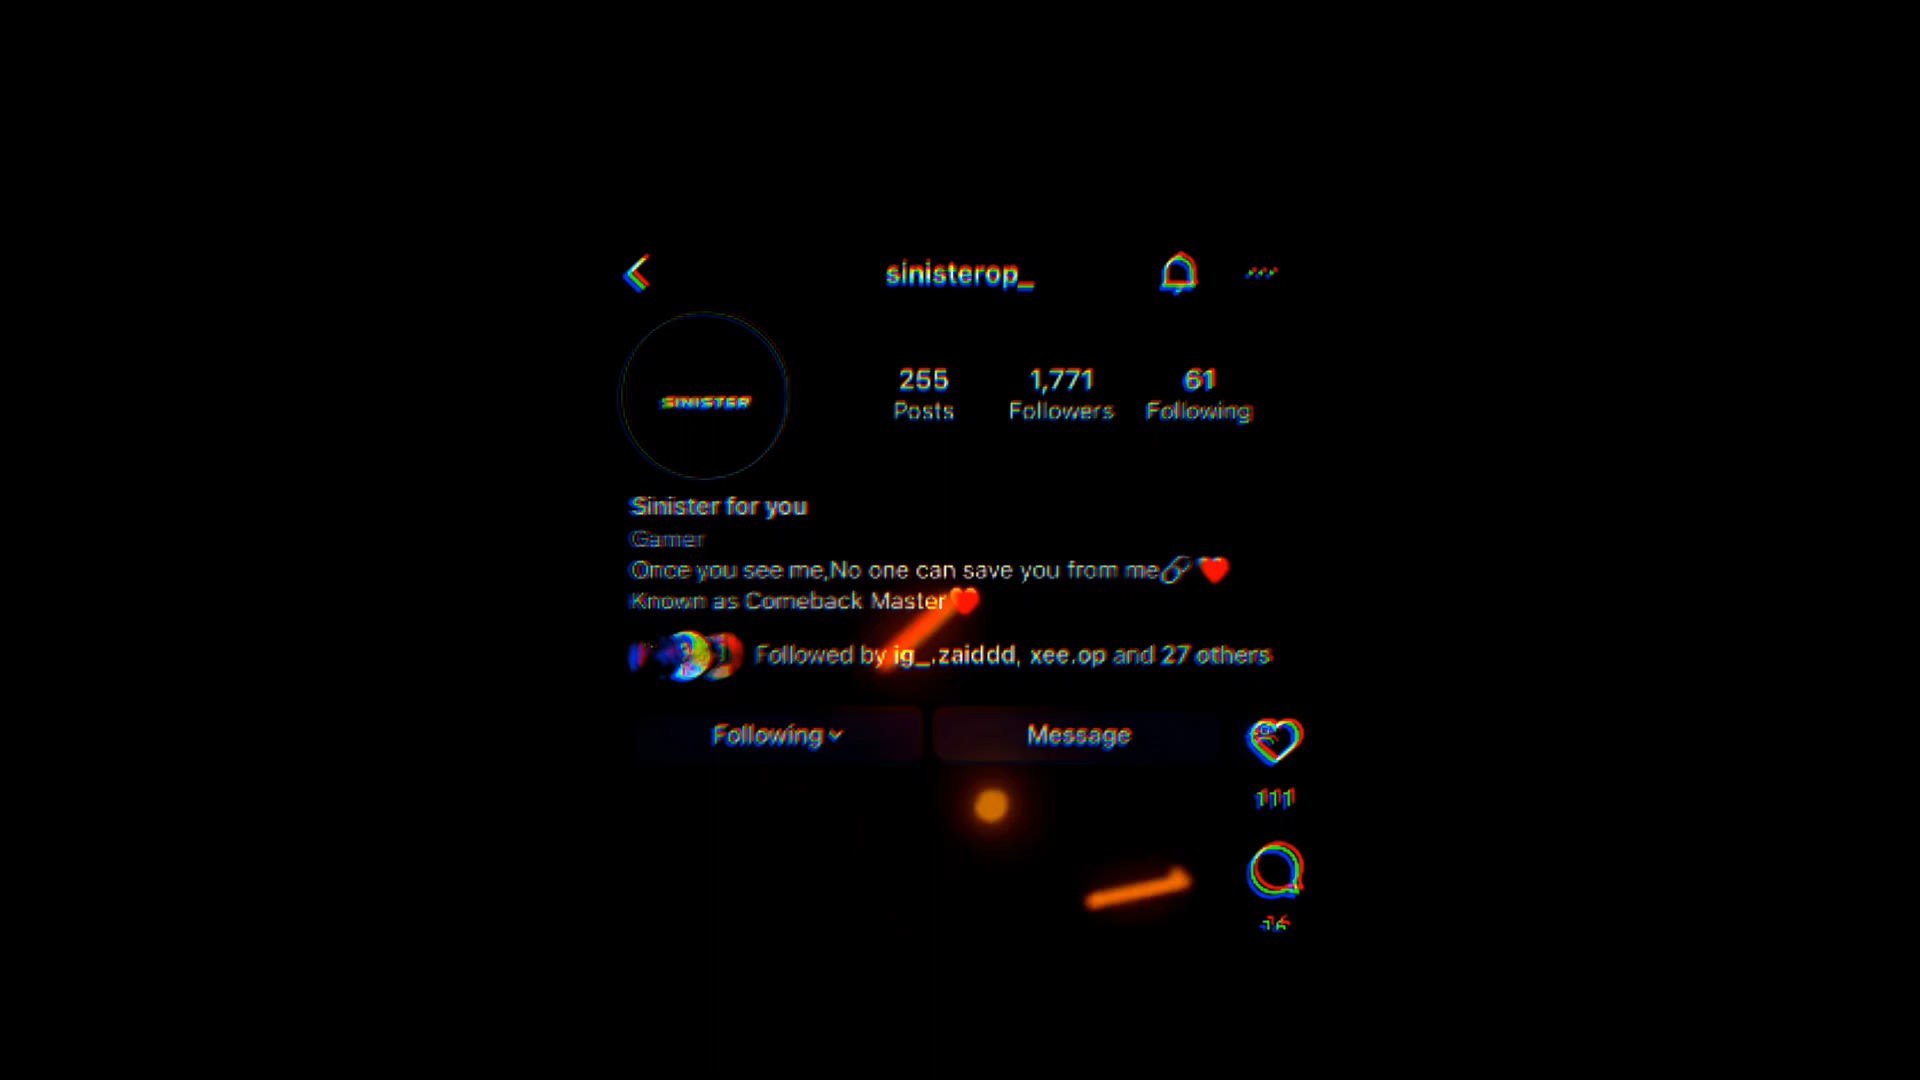 sinisterop_
SINISTER
255 1,771 61
Posts Followers Following
Sinister for you
Gamer
Once you see me,No one can save you from me🔗 ❤️
Known as Comeback Master❤️
Followed by ig_.zaiddd, xee.op and 27 others
Following Message
111